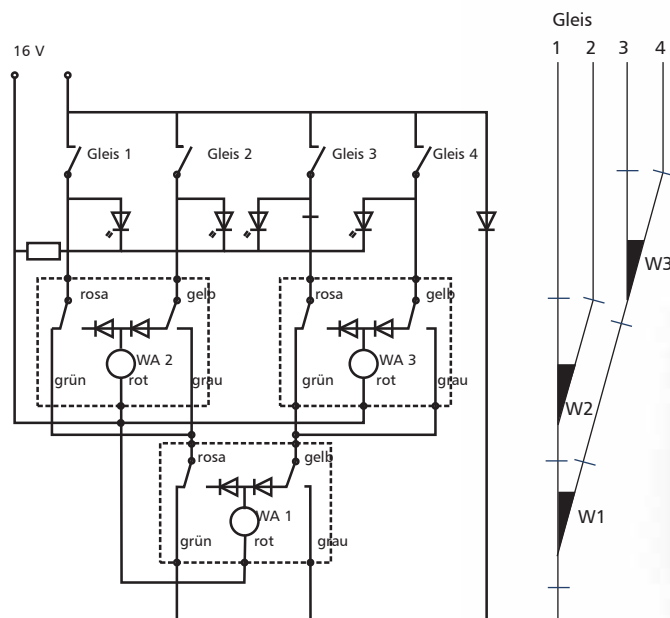 16 V
Gleis 1
Gleis 2
Gleis 3
Gleis 4
rosa
gelb
WA 2
grün
rot
grau
rosa
gelb
WA 3
grün
rot
grau
rosa
gelb
WA 1
grün
rot
grau
Gleis
1 2 3 4
W3
W2
W1